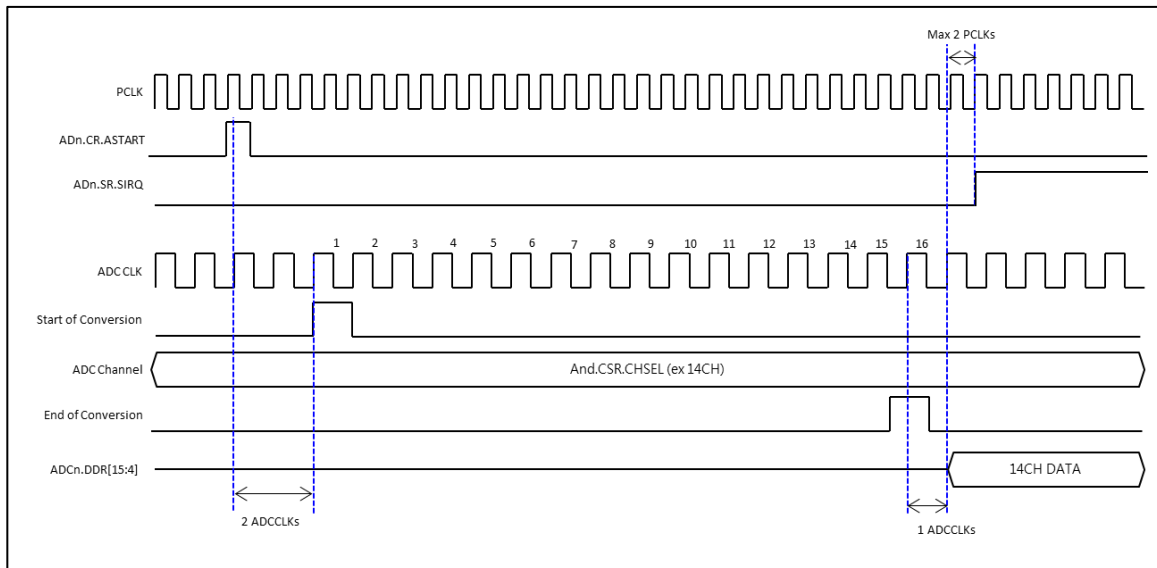 Max 2 PCLKs
PCLK
ADn.CR.ASTART
ADn.SR.SIRQ
1 2 3 4 5 6 7 8 9 10 11 12 13 14 15 16
ADC CLK
Start of Conversion
ADC Channel
And.CSR.CHSEL (ex 14CH)
End of Conversion
ADCn.DDR[15:4]
14CH DATA
2 ADCCLKs
1 ADCCLKs